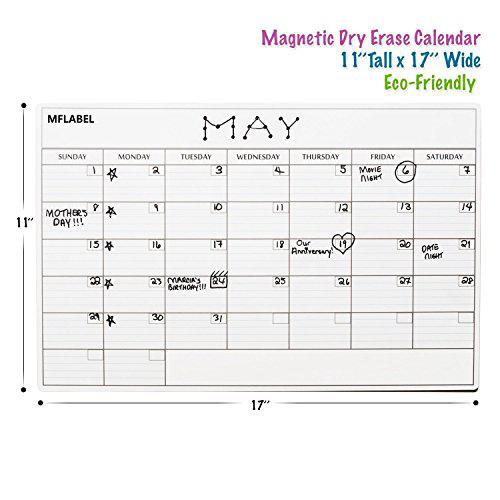 Magnetic Dry Erase Calendar
11''Tall x 17'' Wide
Eco-Friendly
MFLABEL
MAY
SUNDAY MONDAY TUESDAY WEDNESDAY THURSDAY FRIDAY SATURDAY
1 2 3 4 5 MOVIE NIGHT 6 7
MOTHER'S DAY!!! 8 9 10 11 12 13 14
15 16 17 18 Our Anniversary! 19 20 DATE NIGHT 21
22 23 MARCIA'S BIRTHDAY!!! 24 25 26 27 28
29 30 31
11''
17''